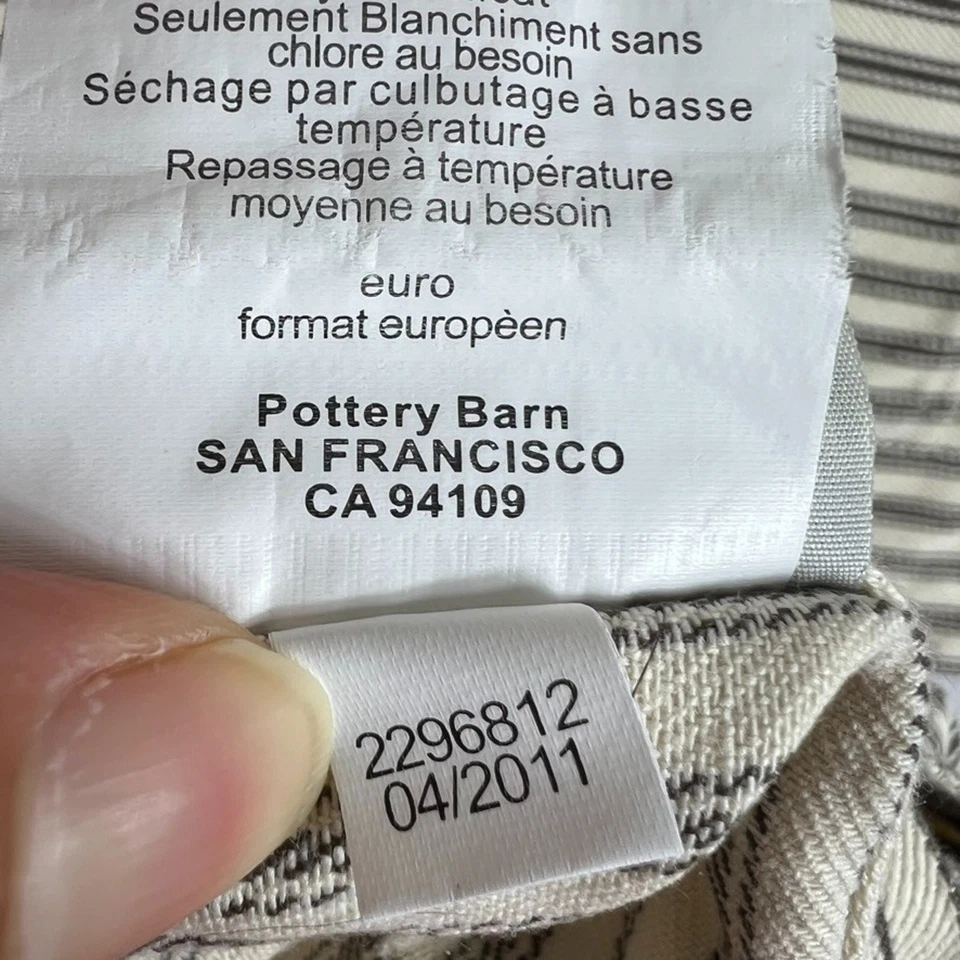 Seulement Blanchiment sans
chlore au besoin
Séchage par culbutage à basse
température
Repassage à température
moyenne au besoin
euro
format europèen
Pottery Barn
SAN FRANCISCO
CA 94109
2296812
04/2011